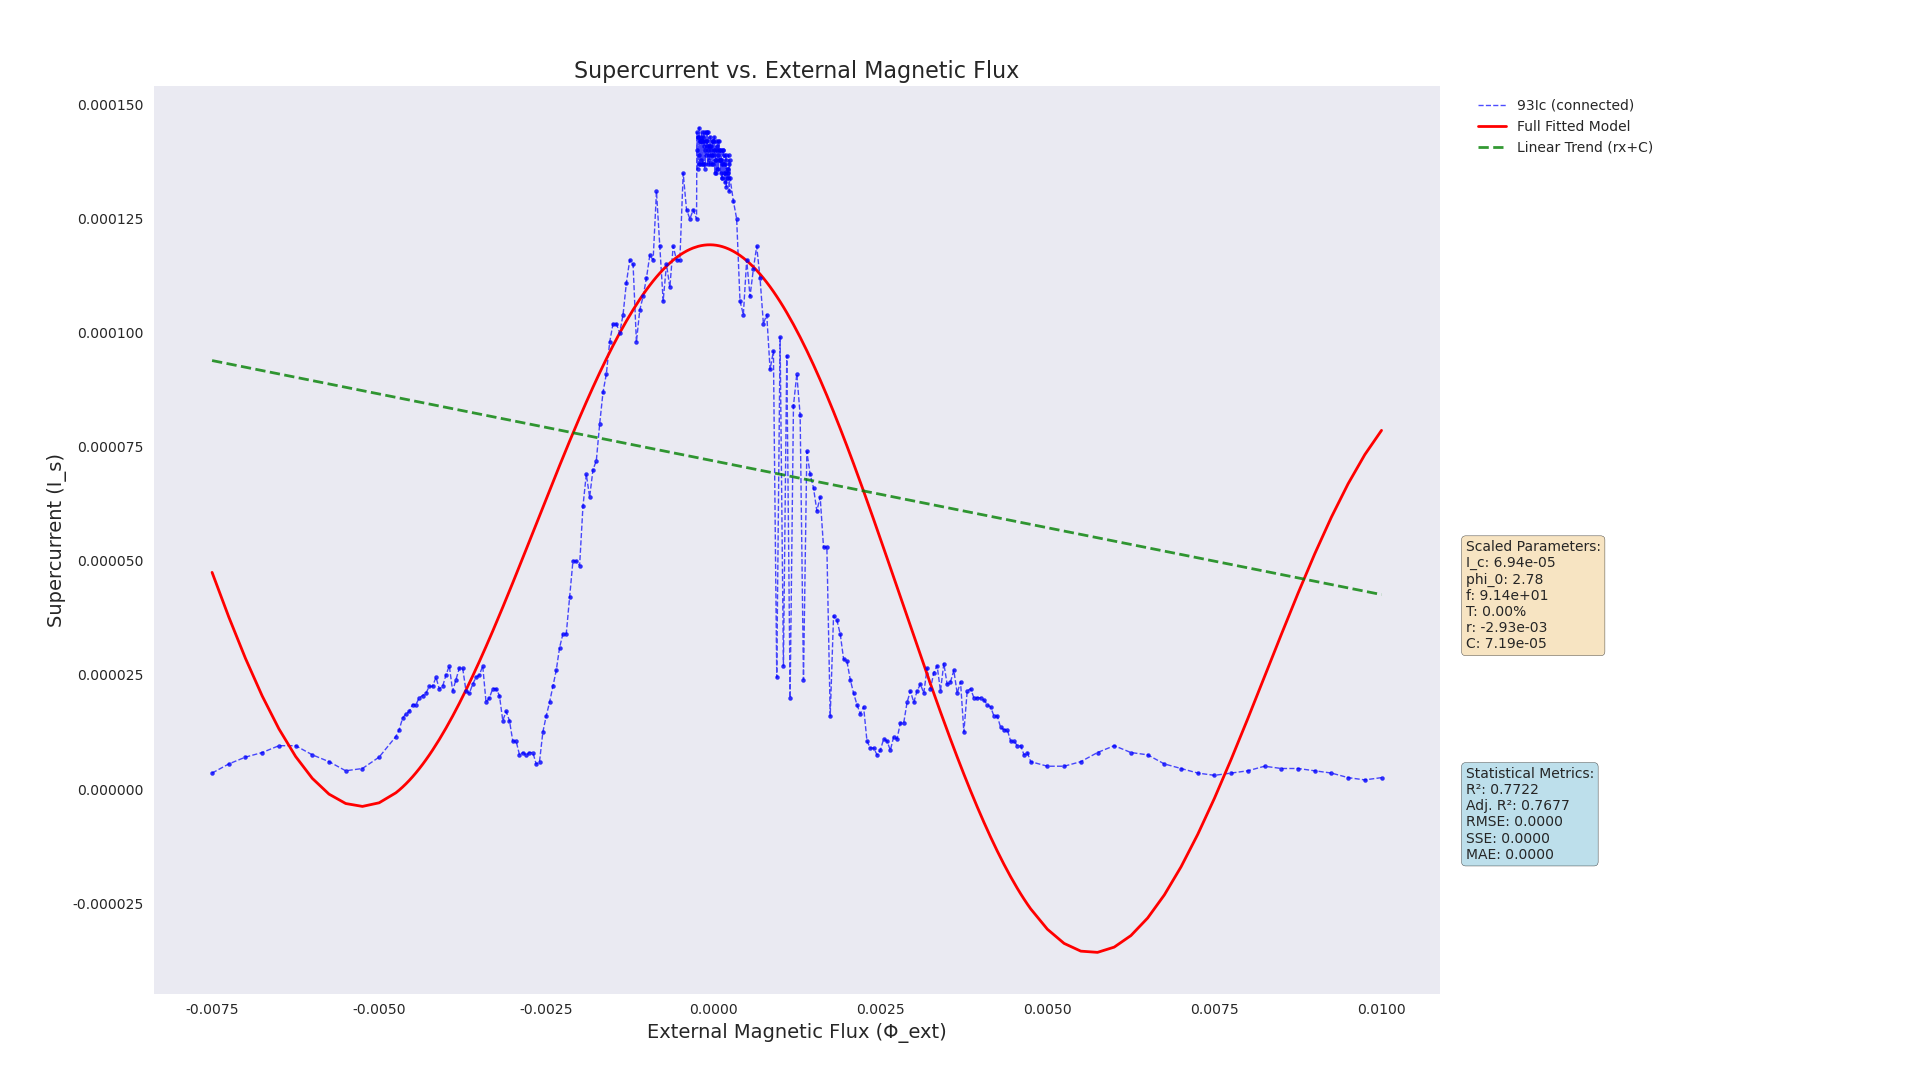 Supercurrent vs. External Magnetic Flux
0.000150
0.000125
0.000100
0.000075
0.000050
0.000025
0.000000
-0.000025
Supercurrent (I_s)
-0.0075
-0.0050
-0.0025
0.0000
0.0025
0.0050
0.0075
0.0100
External Magnetic Flux (Φ_ext)
93Ic (connected)
Full Fitted Model
Linear Trend (rx+C)
Scaled Parameters:
I_c: 6.94e-05
phi_0: 2.78
f: 9.14e+01
T: 0.00%
r: -2.93e-03
C: 7.19e-05
Statistical Metrics:
R²: 0.7722
Adj. R²: 0.7677
RMSE: 0.0000
SSE: 0.0000
MAE: 0.0000